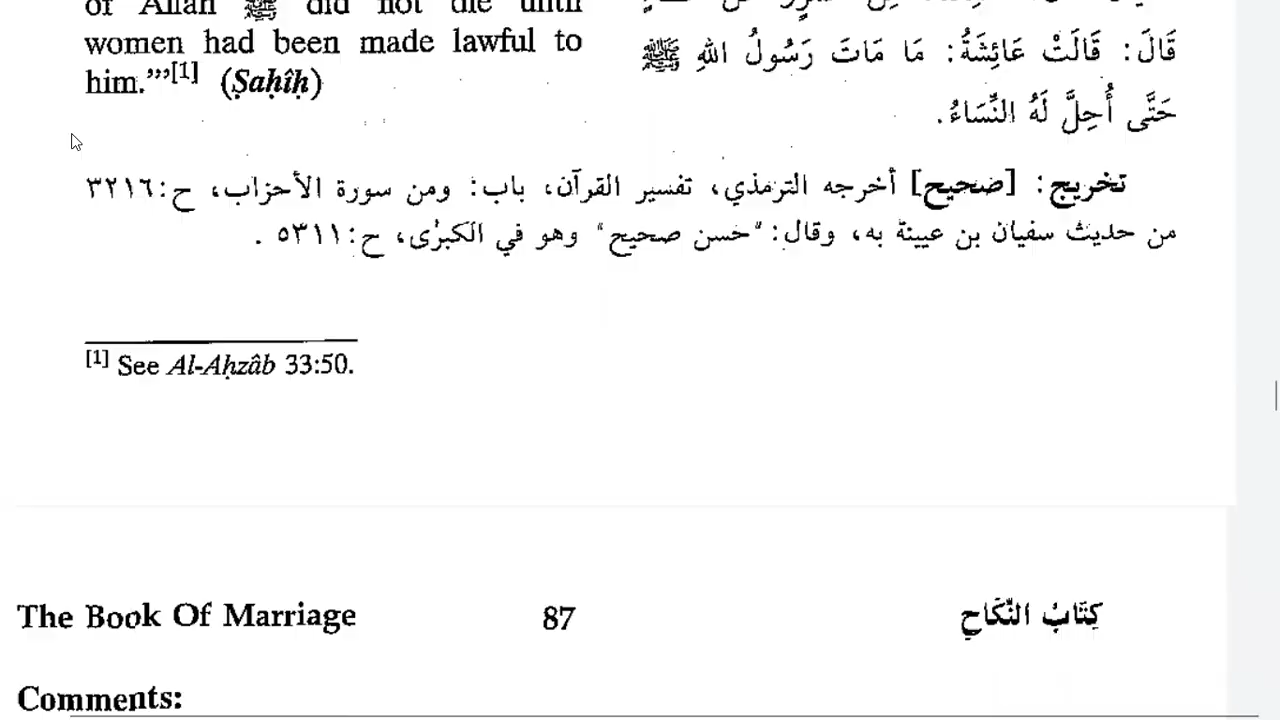 of Allah ﷺ did not die until
women had been made lawful to
him.’”[1] (Ṣaḥîḥ)
قَالَ: قَالَتْ عَائِشَةُ: مَا مَاتَ رَسُولُ اللهِ ﷺ
حَتَّى أُحِلَّ لَهُ النِّسَاءُ.
تخريج: [صحيح] أخرجه الترمذي، تفسير القرآن، باب: ومن سورة الأحزاب، ح:٣٢١٦
من حديث سفيان بن عيينة به، وقال: "حسن صحيح" وهو في الكبرٰى، ح:٥٣١١ .
[1] See Al-Aḥzâb 33:50.
The Book Of Marriage 87 كِتَابُ النِّكَاحِ
Comments: